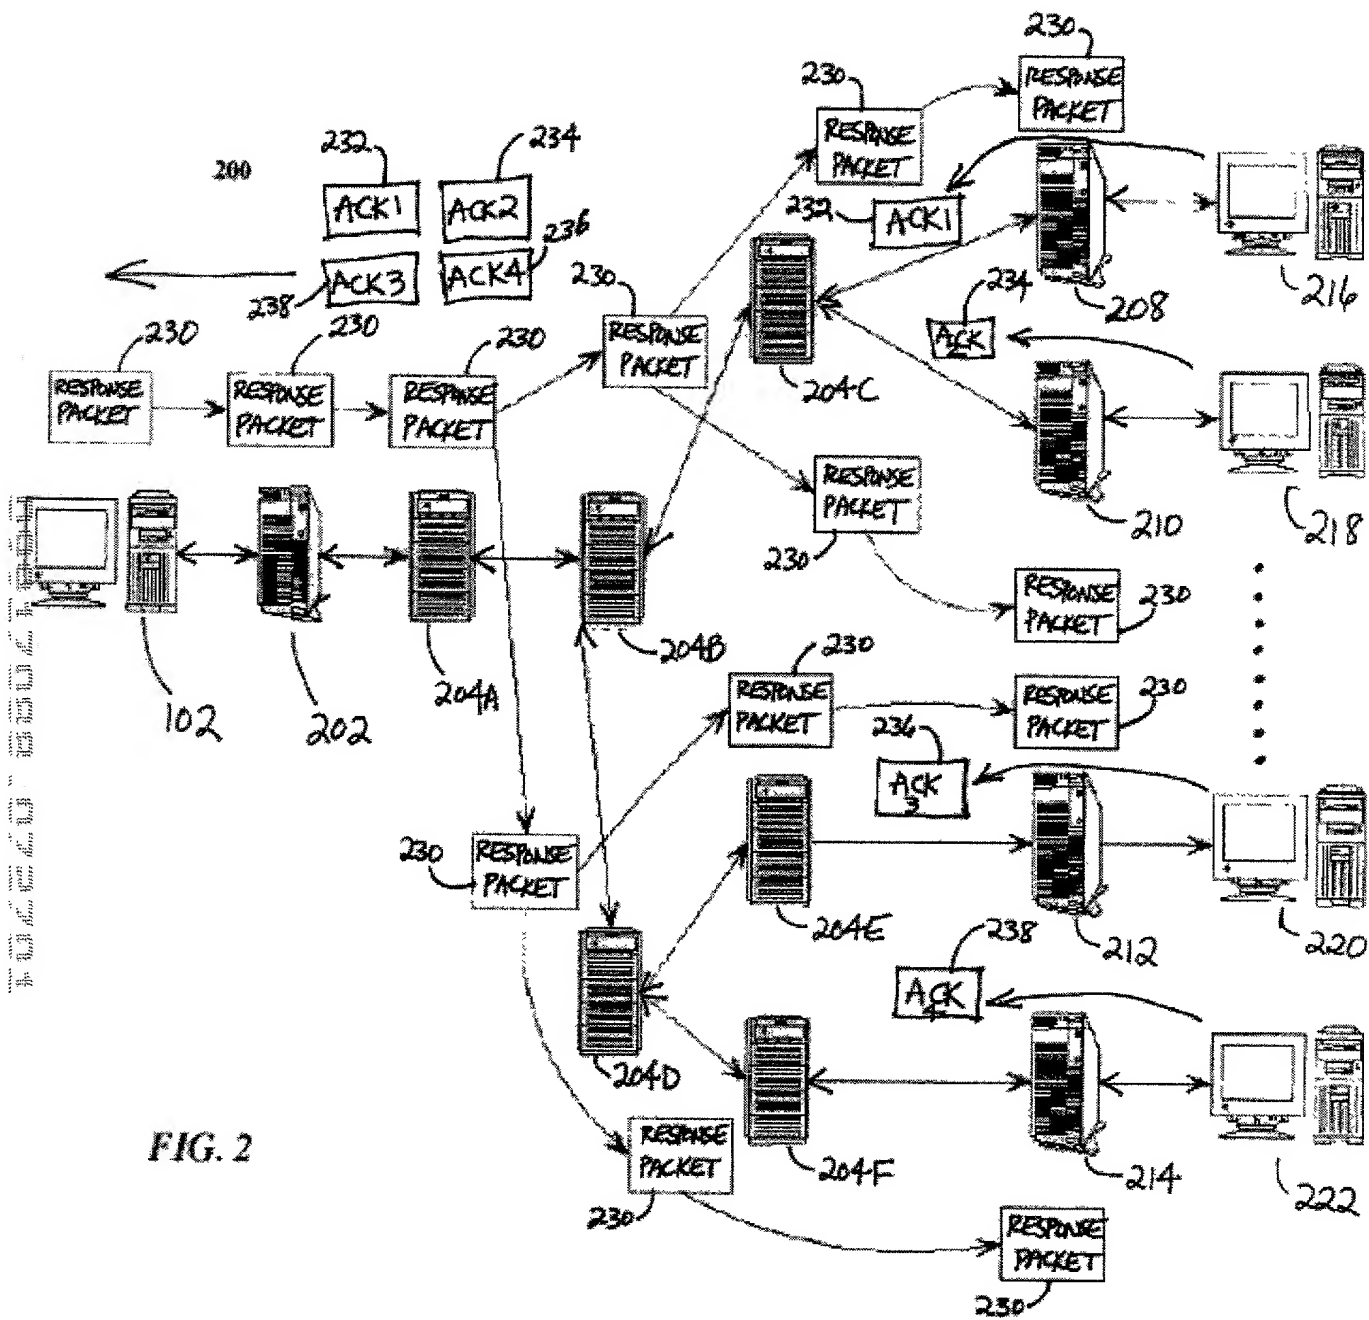 230
230
RESPONSE
PACKET
RESPONSE
PACKET
232
234
200
ACK1
ACK2
232
ACK1
236
ACK3
ACK4
238
230
216
208
234
ACK
2
230
230
230
RESPONSE
PACKET
204C
RESPONSE
PACKET
RESPONSE
PACKET
RESPONSE
PACKET
218
210
RESPONSE
PACKET
230
RESPONSE
PACKET
230
204B
230
204A
102
202
RESPONSE
PACKET
RESPONSE
PACKET
230
236
ACK
3
230
RESPONSE
PACKET
204E
212
220
238
ACK
4
204D
RESPONSE
PACKET
204F
214
222
FIG. 2
230
RESPONSE
PACKET
230